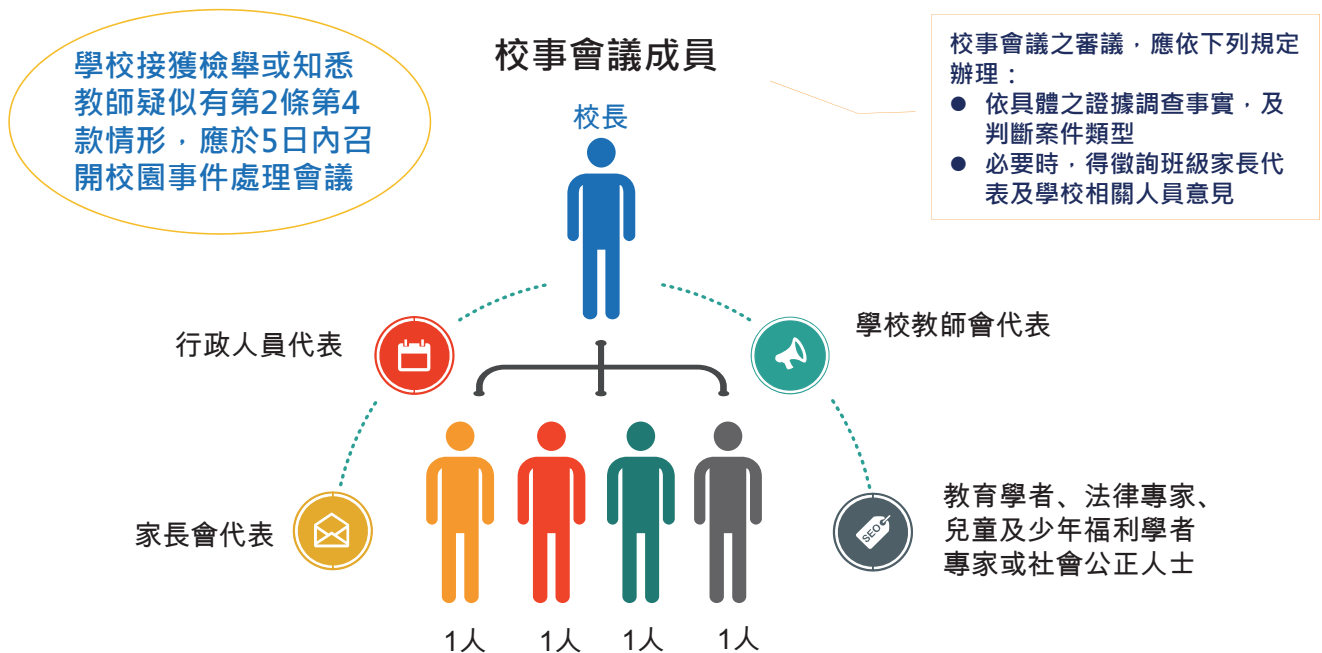 學校接獲檢舉或知悉
教師疑似有第2條第4
款情形，應於5日內召
開校園事件處理會議
校事會議成員
校長
校事會議之審議，應依下列規定
辦理：
● 依具體之證據調查事實，及
判斷案件類型
● 必要時，得徵詢班級家長代
表及學校相關人員意見
行政人員代表
學校教師會代表
家長會代表
SEO
教育學者、法律專家、
兒童及少年福利學者
專家或社會公正人士
1人
1人
1人
1人